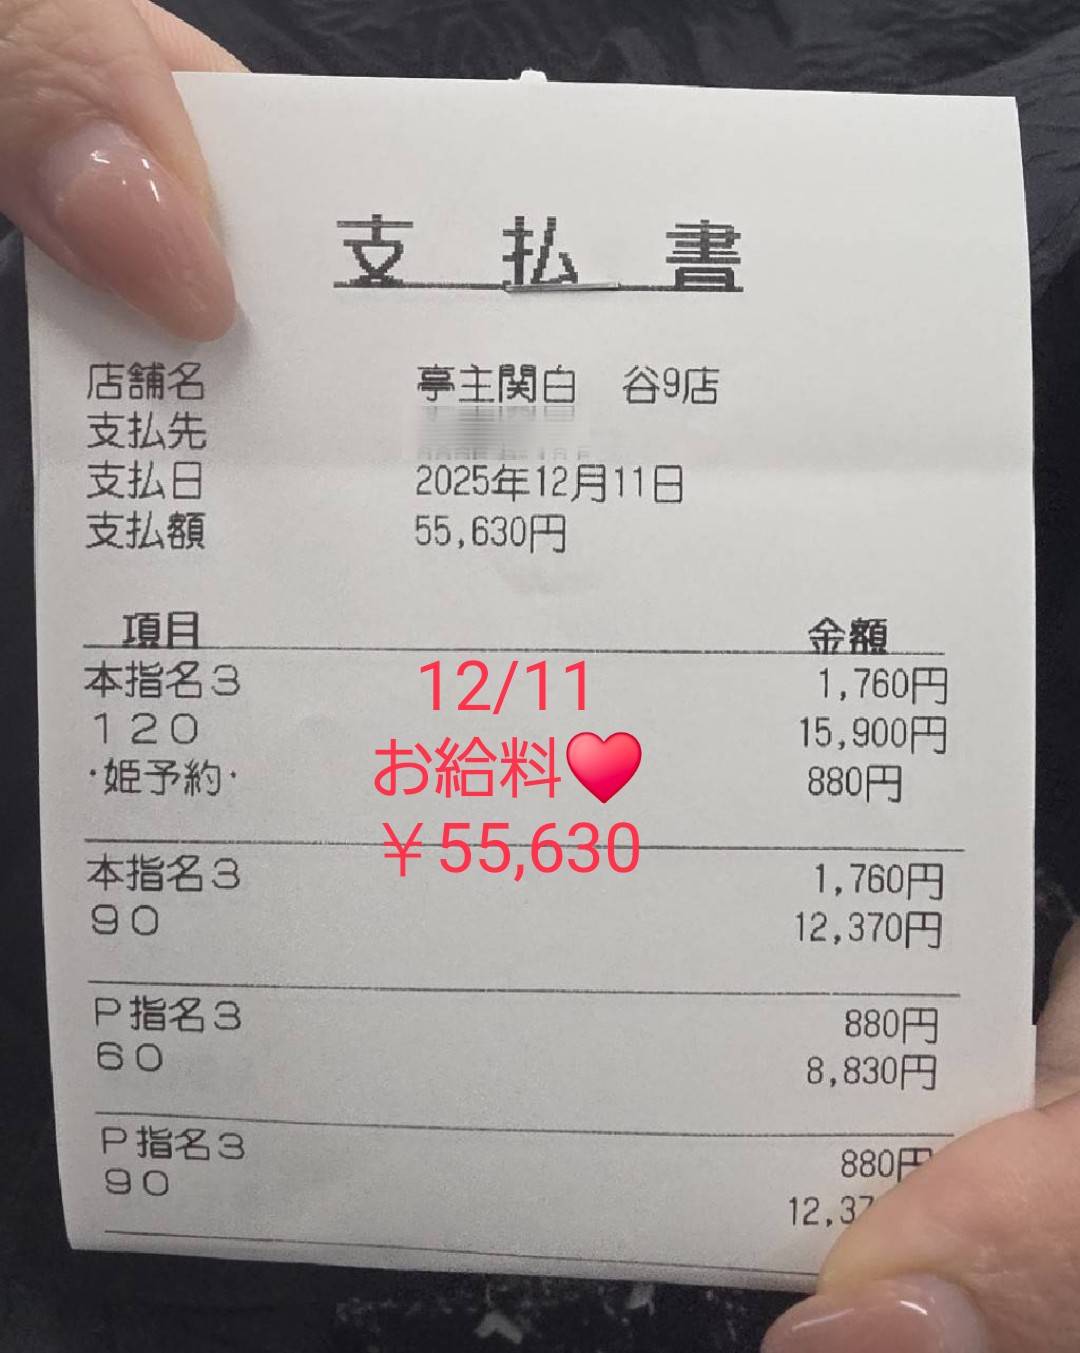 支払書
店舗名 亭主関白 谷9店
支払先
支払日 2025年12月11日
支払額 55,630円
項目 金額
本指名3 1,760円
120 15,900円
・姫予約・ 880円
12/11
お給料❤
￥55,630
本指名3 1,760円
90 12,370円
P指名3 880円
60 8,830円
P指名3 880円
90 12,37